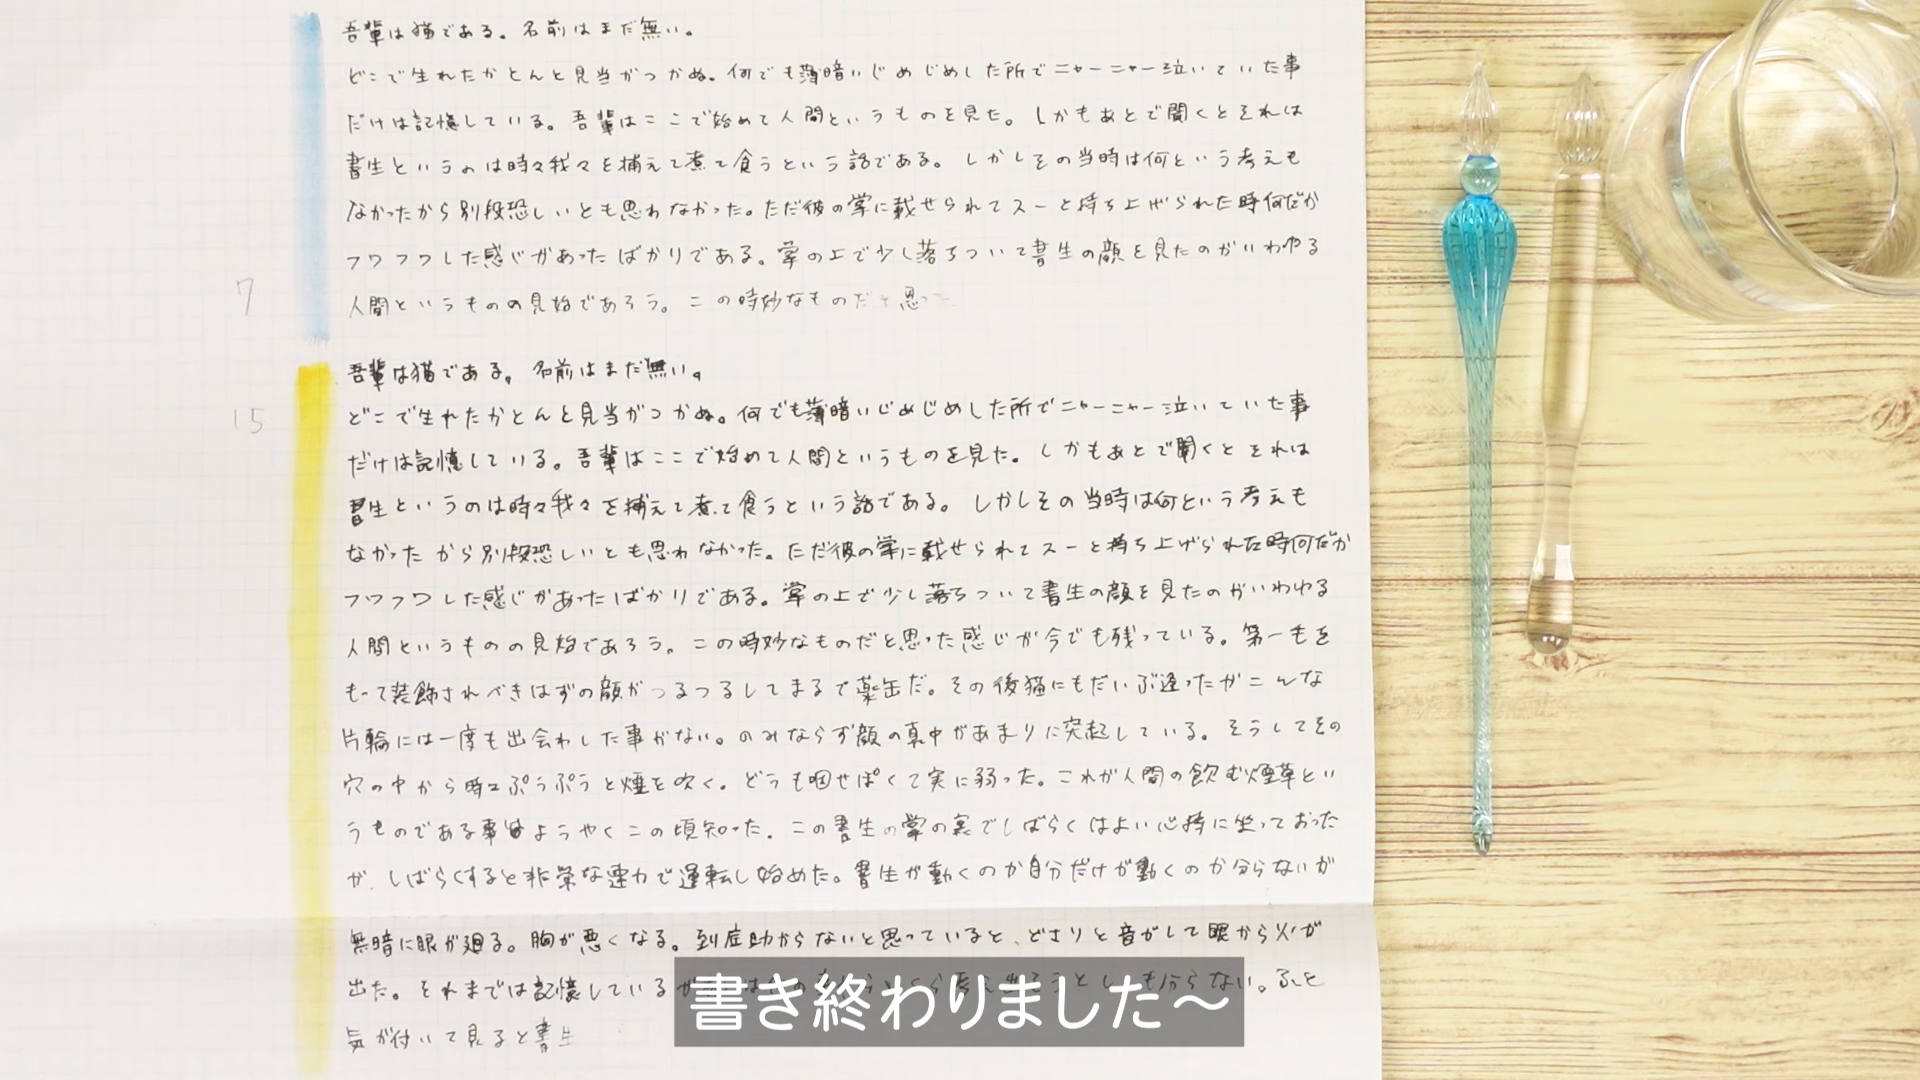 吾輩は猫である。名前はまだ無い。
どこで生れたかとんと見当がつかぬ。何でも薄暗いじめじめした所でニャーニャー泣いていた事
だけは記憶している。吾輩はここで始めて人間というものを見た。しかもあとで聞くとそれは
書生というのは時々我々を捕えて煮て食うという話である。しかしその当時は何という考えも
なかったから別段恐しいとも思わなかった。ただ彼の掌に載せられてスーと持ち上げられた時何だか
フワフワした感じがあったばかりである。掌の上で少し落ちついて書生の顔を見たのがいわゆる
7
人間というものの見始であろう。この時妙なものだと思った
吾輩は猫である。名前はまだ無い。
どこで生れたかとんと見当がつかぬ。何でも薄暗いじめじめした所でニャーニャー泣いていた事
15
だけは記憶している。吾輩はここで始めて人間というものを見た。しかもあとで聞くとそれは
書生というのは時々我々を捕えて煮て食うという話である。しかしその当時は何という考えも
なかったから別段恐しいとも思わなかった。ただ彼の掌に載せられてスーと持ち上げられた時何だか
フワフワした感じがあったばかりである。掌の上で少し落ちついて書生の顔を見たのがいわゆる
人間というものの見始であろう。この時妙なものだと思った感じが今でも残っている。第一毛を
もって装飾されべきはずの顔がつるつるしてまるで薬缶だ。その後猫にもだいぶ逢ったがこんな
片輪には一度も出会わした事がない。のみならず顔の真中があまりに突起している。そうしてその
穴の中から時々ぷうぷうと煙を吹く。どうも咽せぽくて実に弱った。これが人間の飲む煙草とい
うものである事はようやくこの頃知った。この書生の掌の裏でしばらくはよい心持に坐っておった
が、しばらくすると非常な速力で運転し始めた。書生が動くのか自分だけが動くのか分らないが
無暗に眼が廻る。胸が悪くなる。到底助からないと思っていると、どさりと音がして眼から火が
出た。それまでは記憶しているが
も分らない。ふと
気が付いて見ると書生
書き終わりました〜